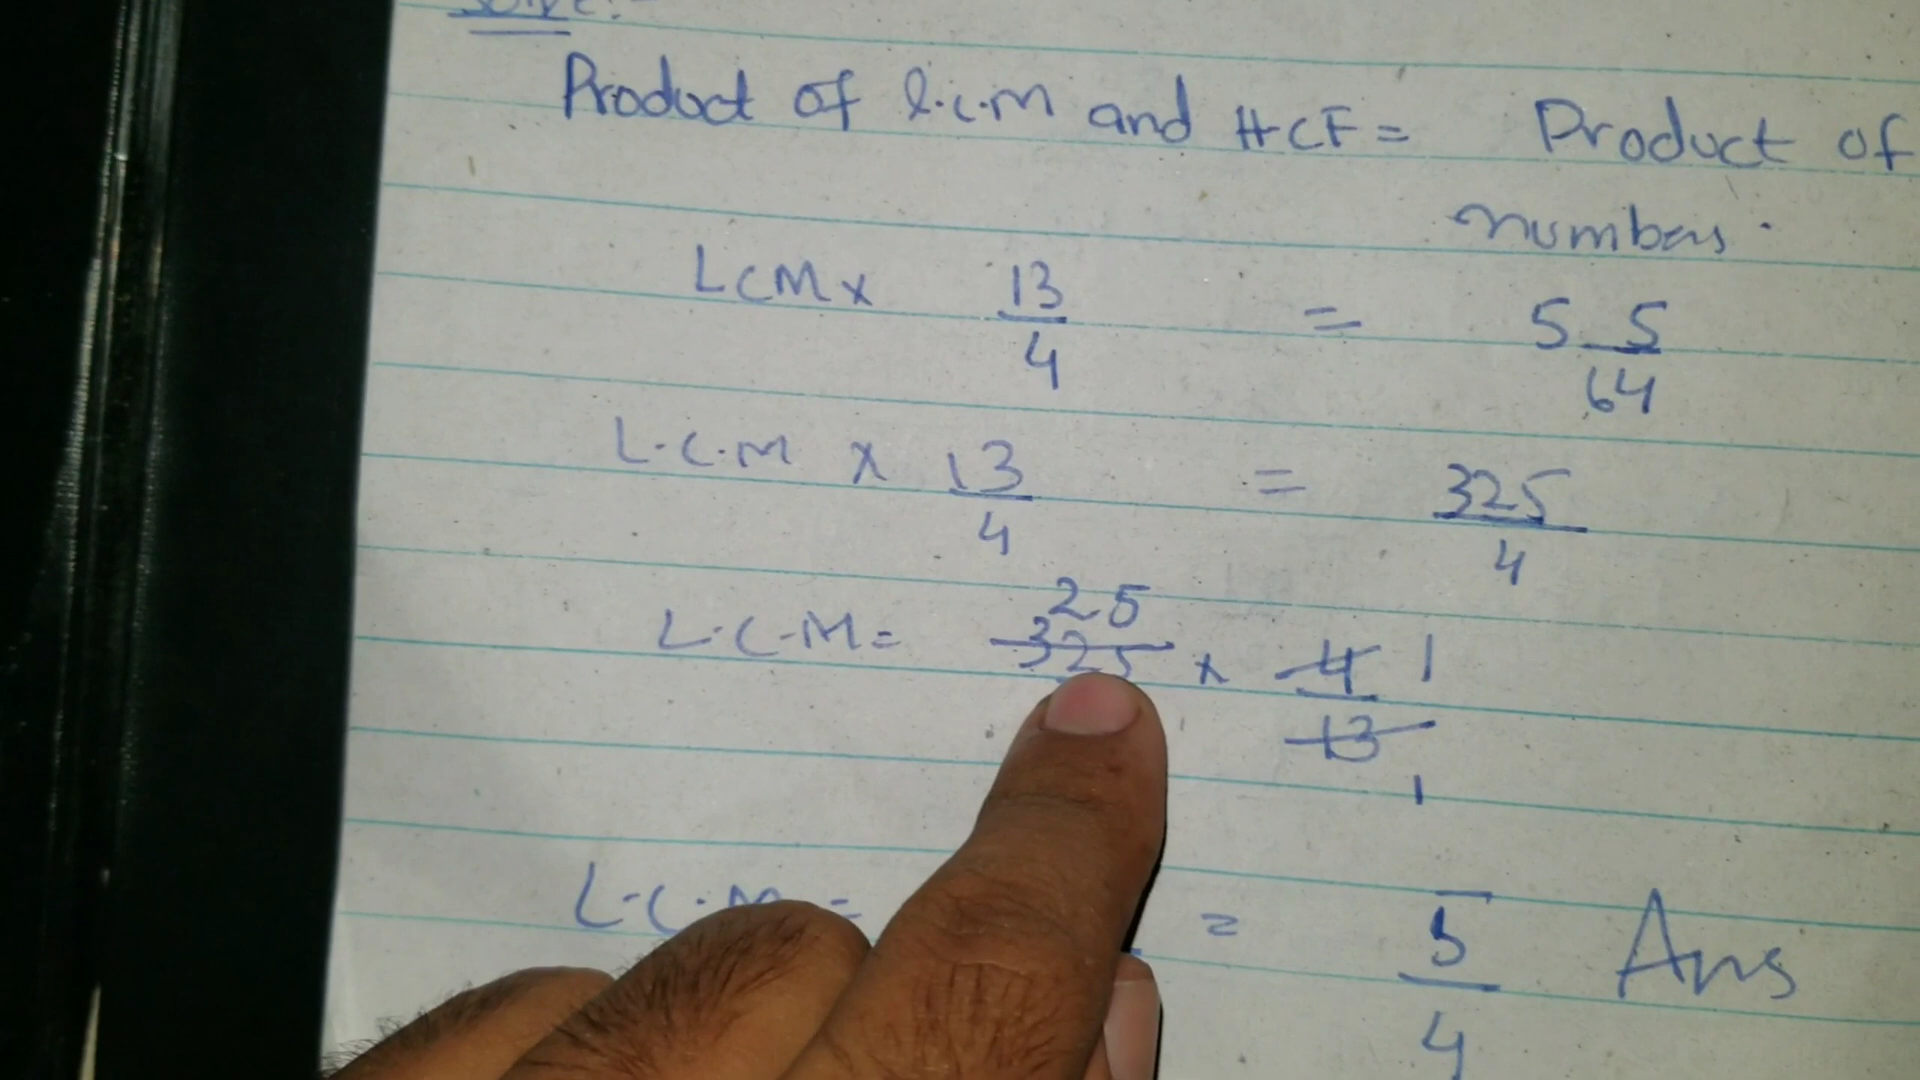 Solve:-
Product of L.C.M and HCF = Product of
numbers.
LCM x 13/4 = 5 5/64
L.C.M x 13/4 = 325/4
L.C.M = 25 325 x 4 1 / 13 1
L.C.M = = 5/4 Ans